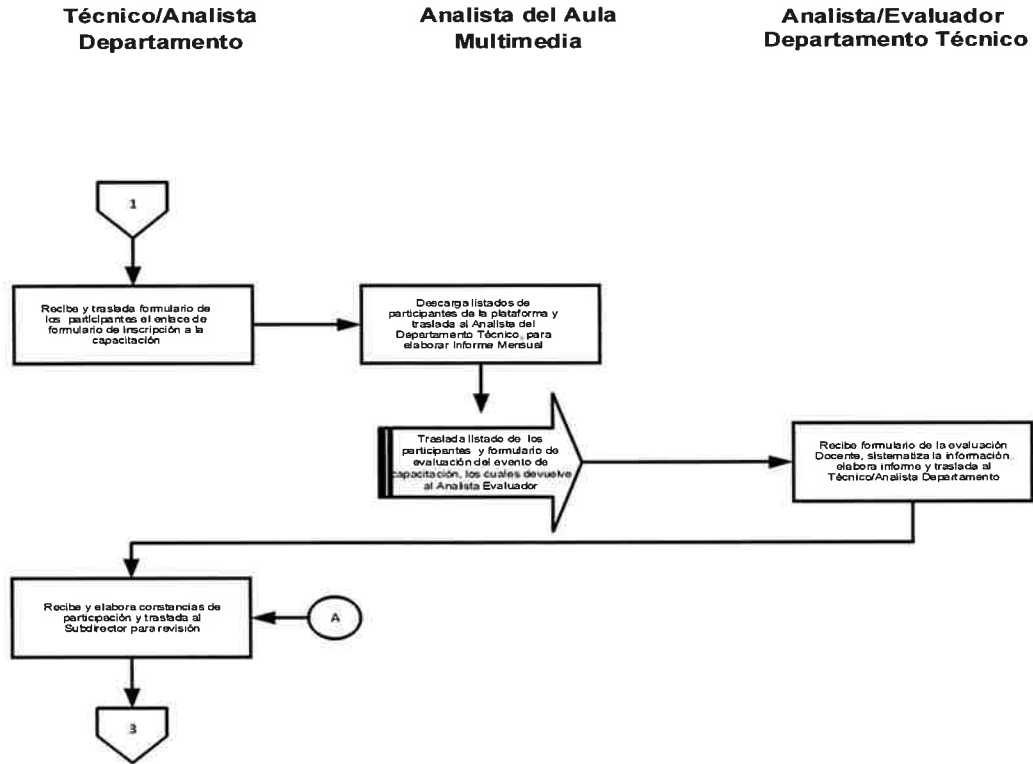 Técnico/Analista
Departamento
Analista del Aula
Multimedia
Analista/Evaluador
Departamento Técnico
1
Recibe y traslada formulario de
los participantes el enlace de
formulario de inscripción a la
capacitación
Descarga listados de
participantes de la plataforma y
traslada al Analista del
Departamento Técnico, para
elaborar Informe Mensual
Traslada listado de los
participantes y formulario de
evaluación del evento de
capacitación, los cuales devuelve
al Analista Evaluador
Recibe formulario de la evaluación
Docente, sistematiza la información,
elabora informe y traslada al
Técnico/Analista Departamento
Recibe y elabora constancias de
participación y traslada al
Subdirector para revisión
A
3